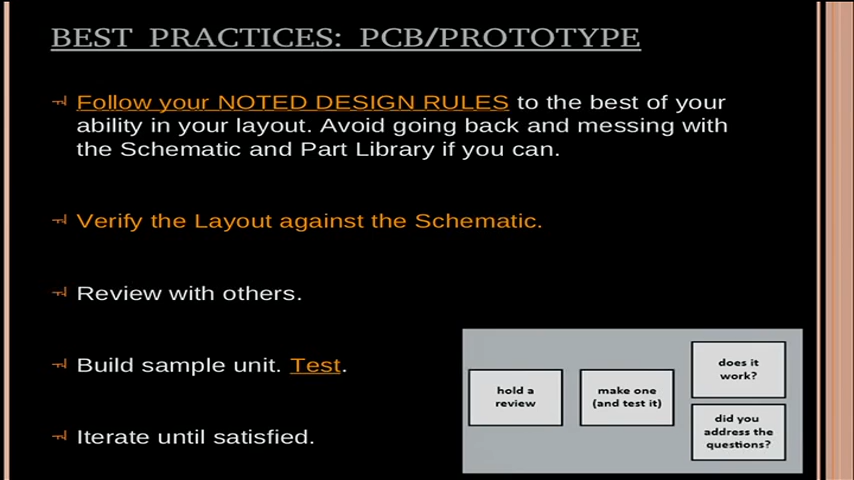 BEST PRACTICES: PCB/PROTOTYPE
Follow your NOTED DESIGN RULES to the best of your
ability in your layout. Avoid going back and messing with
the Schematic and Part Library if you can.
Verify the Layout against the Schematic.
Review with others.
Build sample unit. Test.
Iterate until satisfied.
hold a
review
make one
(and test it)
does it
work?
did you
address the
questions?